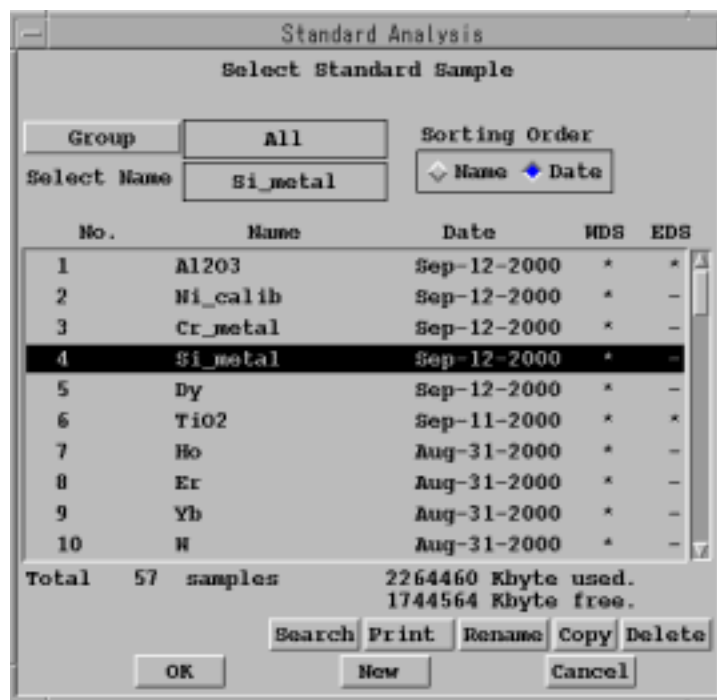 Standard Analysis
Select Standard Sample
Group All Sorting Order
Select Name Si_metal Name Date
No. Name Date WDS EDS
1 Al2O3 Sep-12-2000 * *
2 Ni_calib Sep-12-2000 * -
3 Cr_metal Sep-12-2000 * -
4 Si_metal Sep-12-2000 * -
5 Dy Sep-12-2000 * -
6 TiO2 Sep-11-2000 * *
7 Ho Aug-31-2000 * -
8 Er Aug-31-2000 * -
9 Yb Aug-31-2000 * -
10 Aug-31-2000 * -
Total 57 samples 2264460 Kbyte used.
1744564 Kbyte free.
Search Print Rename Copy Delete
OK New Cancel